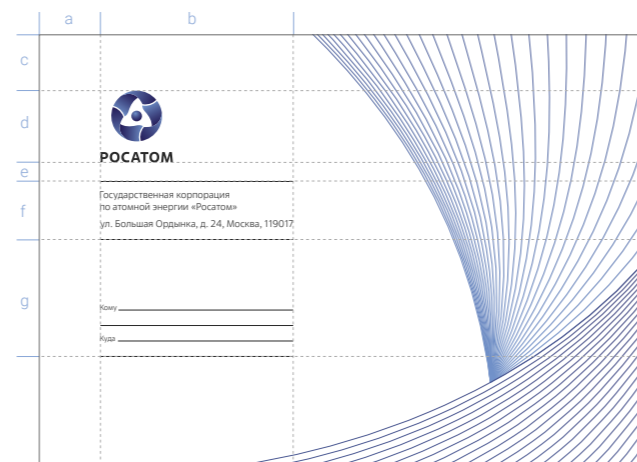 a b
c
d
РОСАТОМ
e
Государственная корпорация
по атомной энергии «Росатом»
f
ул. Большая Ордынка, д. 24, Москва, 119017
g
Кому
Куда